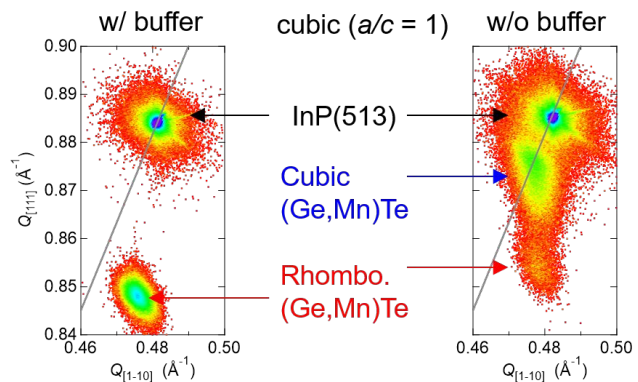 w/ buffer
cubic (a/c = 1)
w/o buffer
0.90
0.89
0.88
0.87
0.86
0.85
0.84
Q[111] (Å⁻¹)
0.46
0.48
0.50
Q[1-10] (Å⁻¹)
InP(513)
Cubic
(Ge,Mn)Te
Rhombo.
(Ge,Mn)Te
0.46
0.48
0.50
Q[1-10] (Å⁻¹)